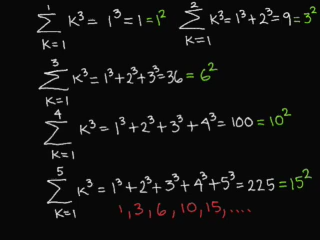 1∑K=1 K³ = 1³ = 1 = 1²
2∑K=1 K³ = 1³ + 2³ = 9 = 3²
3∑K=1 K³ = 1³ + 2³ + 3³ = 36 = 6²
4∑K=1 K³ = 1³ + 2³ + 3³ + 4³ = 100 = 10²
5∑K=1 K³ = 1³ + 2³ + 3³ + 4³ + 5³ = 225 = 15²
1, 3, 6, 10, 15, ....